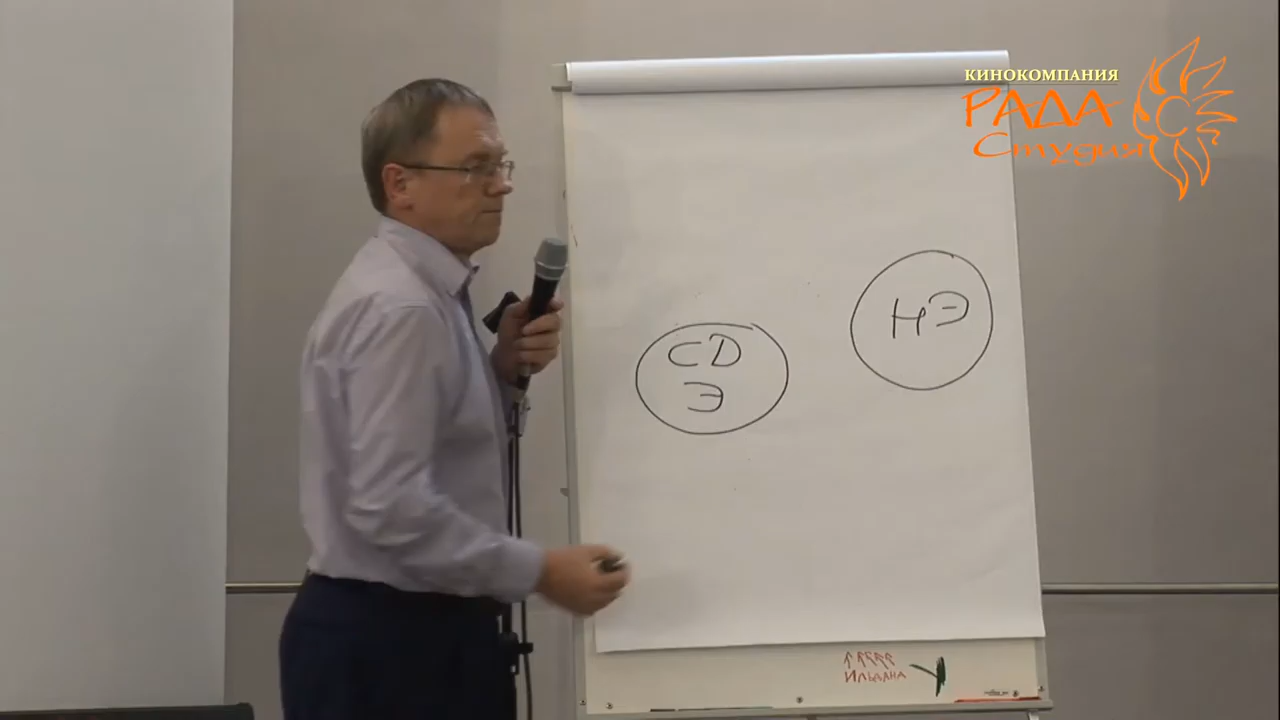 КИНОКОМПАНИЯ
РАДА
Студия
СD
Э
НЭ
Ильдана